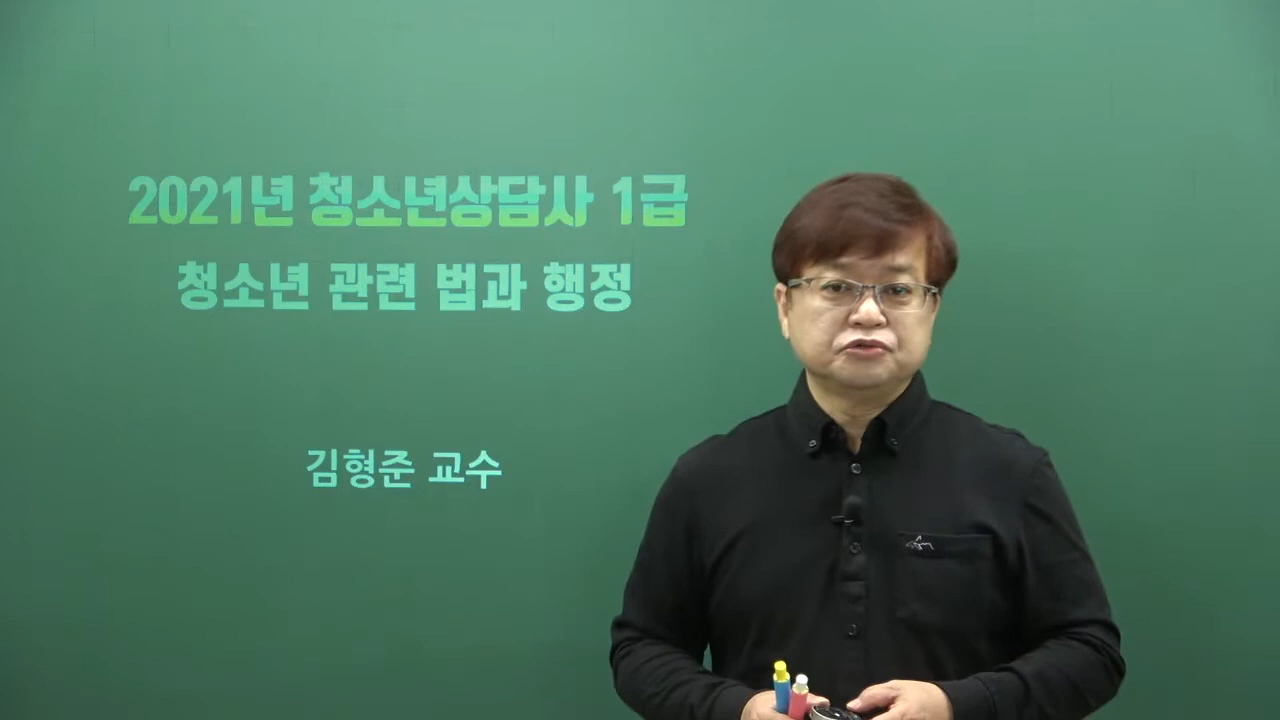 2021년 청소년상담사 1급
청소년 관련 법과 행정
김형준 교수